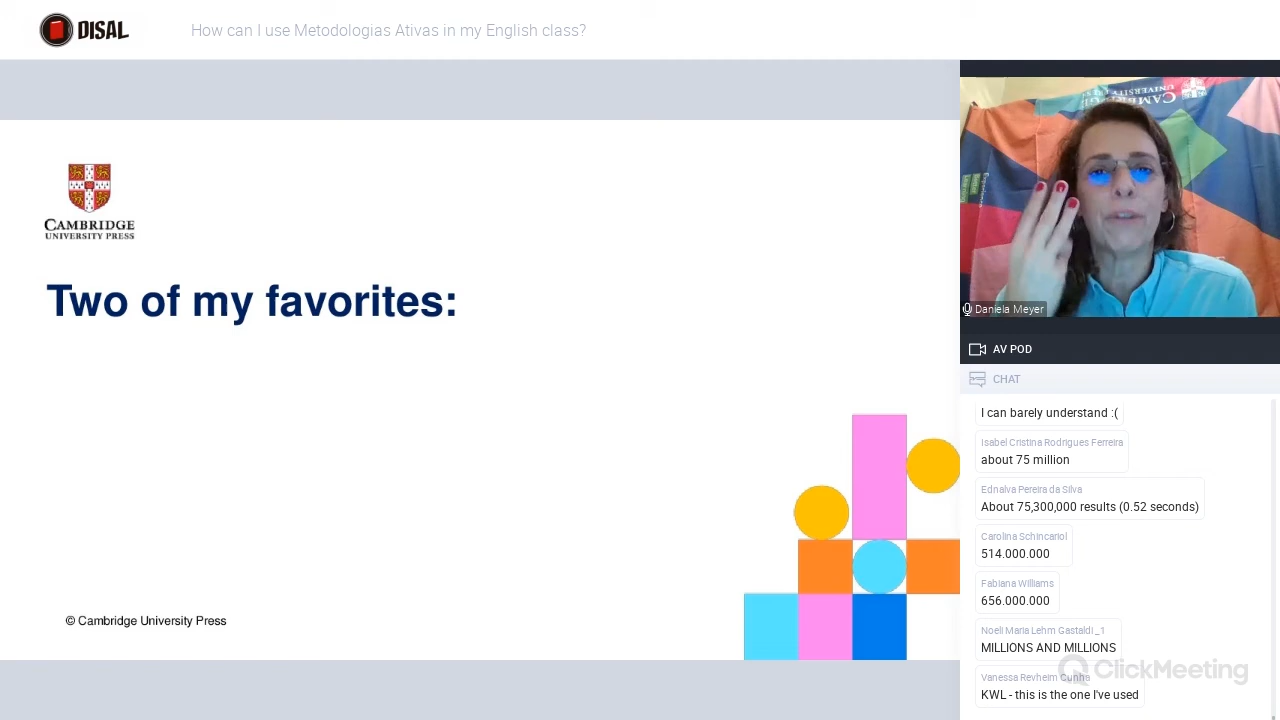 DISAL
How can I use Metodologias Ativas in my English class?
CAMBRIDGE
UNIVERSITY PRESS
Two of my favorites:
© Cambridge University Press
Daniela Meyer
AV POD
CHAT
I can barely understand :(
Isabel Cristina Rodrigues Ferreira
about 75 million
Ednalva Pereira da Silva
About 75,300,000 results (0.52 seconds)
Carolina Schincariol
514.000.000
Fabiana Williams
656.000.000
Noeli Maria Lehm Gastaldi _1
MILLIONS AND MILLIONS
Vanessa Revheim Cunha
KWL - this is the one I've used
ClickMeeting